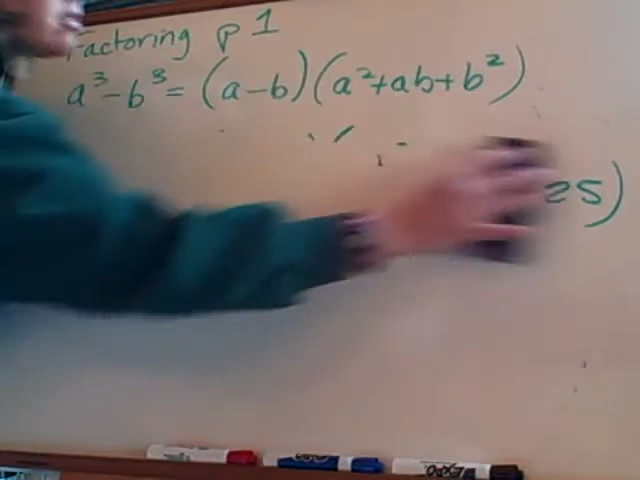 Factoring p 1
a³-b³=(a-b)(a²+ab+b²)
25)